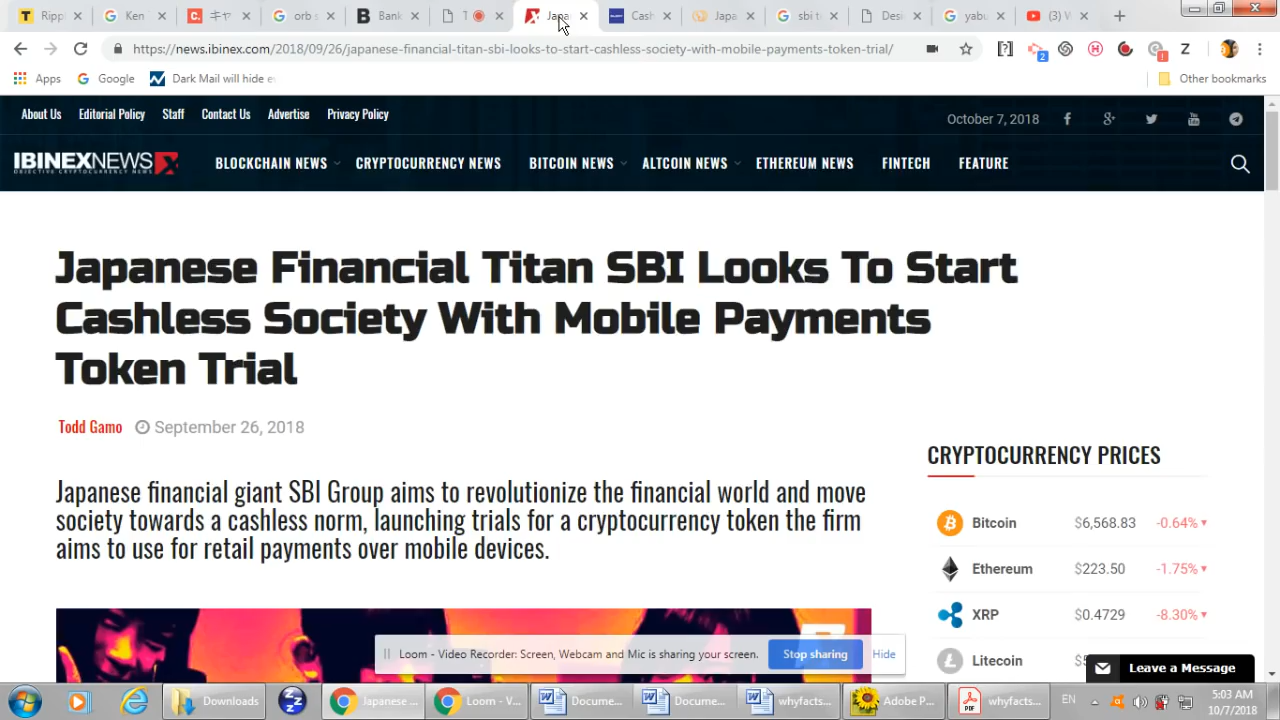 Ripp
Ken
ギヤ
orb s
Bank
T
Japa
Cash
Japa
sbi t
Des
yabu
(3) V
https://news.ibinex.com/2018/09/26/japanese-financial-titan-sbi-looks-to-start-cashless-society-with-mobile-payments-token-trial/
2
Apps
Google
Dark Mail will hide
Other bookmarks
About Us
Editorial Policy
Staff
Contact Us
Advertise
Privacy Policy
October 7, 2018
IBINEXNEWS
OBJECTIVE CRYPTOCURRENCY NEWS
BLOCKCHAIN NEWS
CRYPTOCURRENCY NEWS
BITCOIN NEWS
ALTCOIN NEWS
ETHEREUM NEWS
FINTECH
FEATURE
Japanese Financial Titan SBI Looks To Start
Cashless Society With Mobile Payments
Token Trial
Todd Gamo
September 26, 2018
CRYPTOCURRENCY PRICES
Japanese financial giant SBI Group aims to revolutionize the financial world and move
society towards a cashless norm, launching trials for a cryptocurrency token the firm
aims to use for retail payments over mobile devices.
Bitcoin $6,568.83 -0.64%
Ethereum $223.50 -1.75%
XRP $0.4729 -8.30%
Litecoin
Loom - Video Recorder: Screen, Webcam and Mic is sharing your screen.
Stop sharing
Hide
Leave a Message
Downloads
Japanese ...
Loom - V...
Docume...
Docume...
whyfacts...
Adobe P...
whyfacts...
EN
5:03 AM
10/7/2018